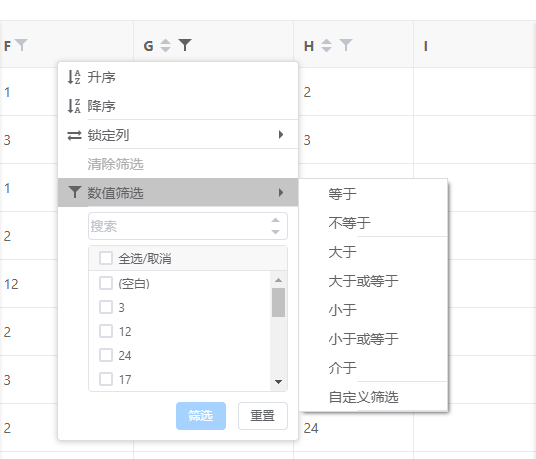 F G H I
1 2
升序
降序
3 锁定列 3
清除筛选
1 数值筛选
等于
2 搜索 不等于
全选/取消 大于
12 (空白) 大于或等于
3 小于
2 12 小于或等于
24 介于
3 17
自定义筛选
2 筛选 重置 24